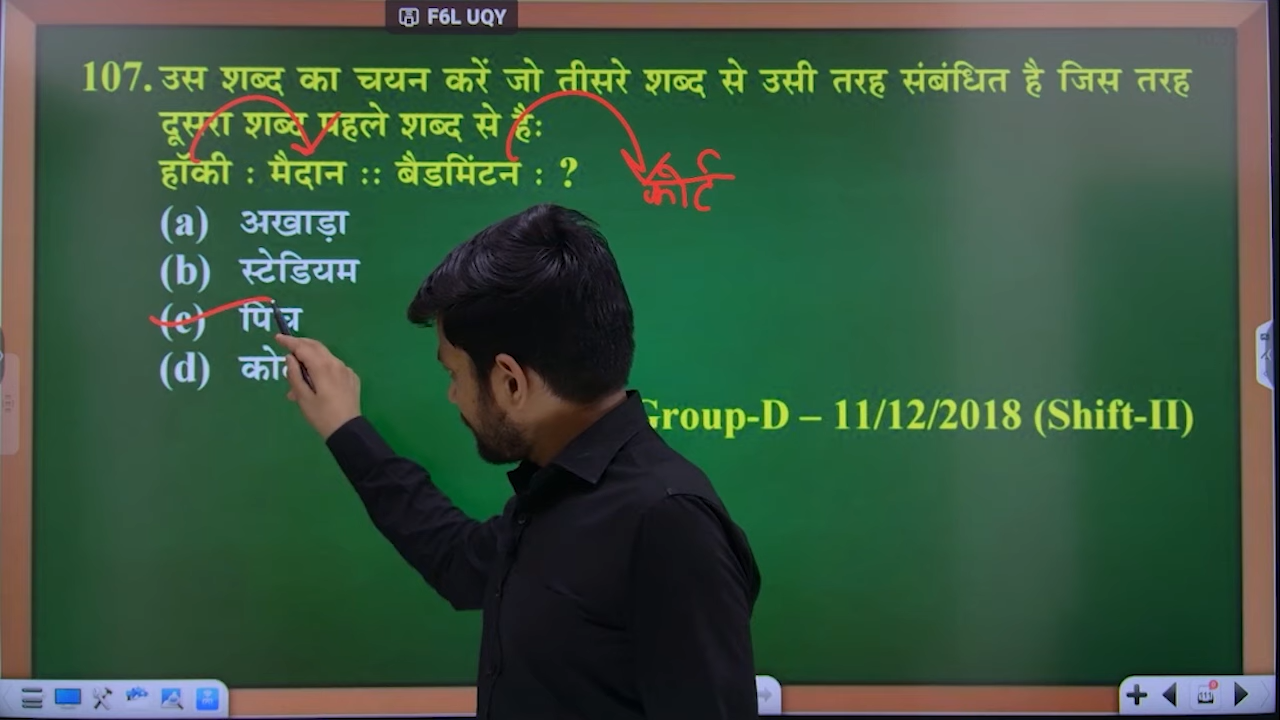 F6L UQY
107. उस शब्द का चयन करें जो तीसरे शब्द से उसी तरह संबंधित है जिस तरह
दूसरा शब्द पहले शब्द से है:
हॉकी : मैदान :: बैडमिंटन : ?
कोर्ट
(a) अखाड़ा
(b) स्टेडियम
(c) पिच
(d)
Group-D – 11/12/2018 (Shift-II)